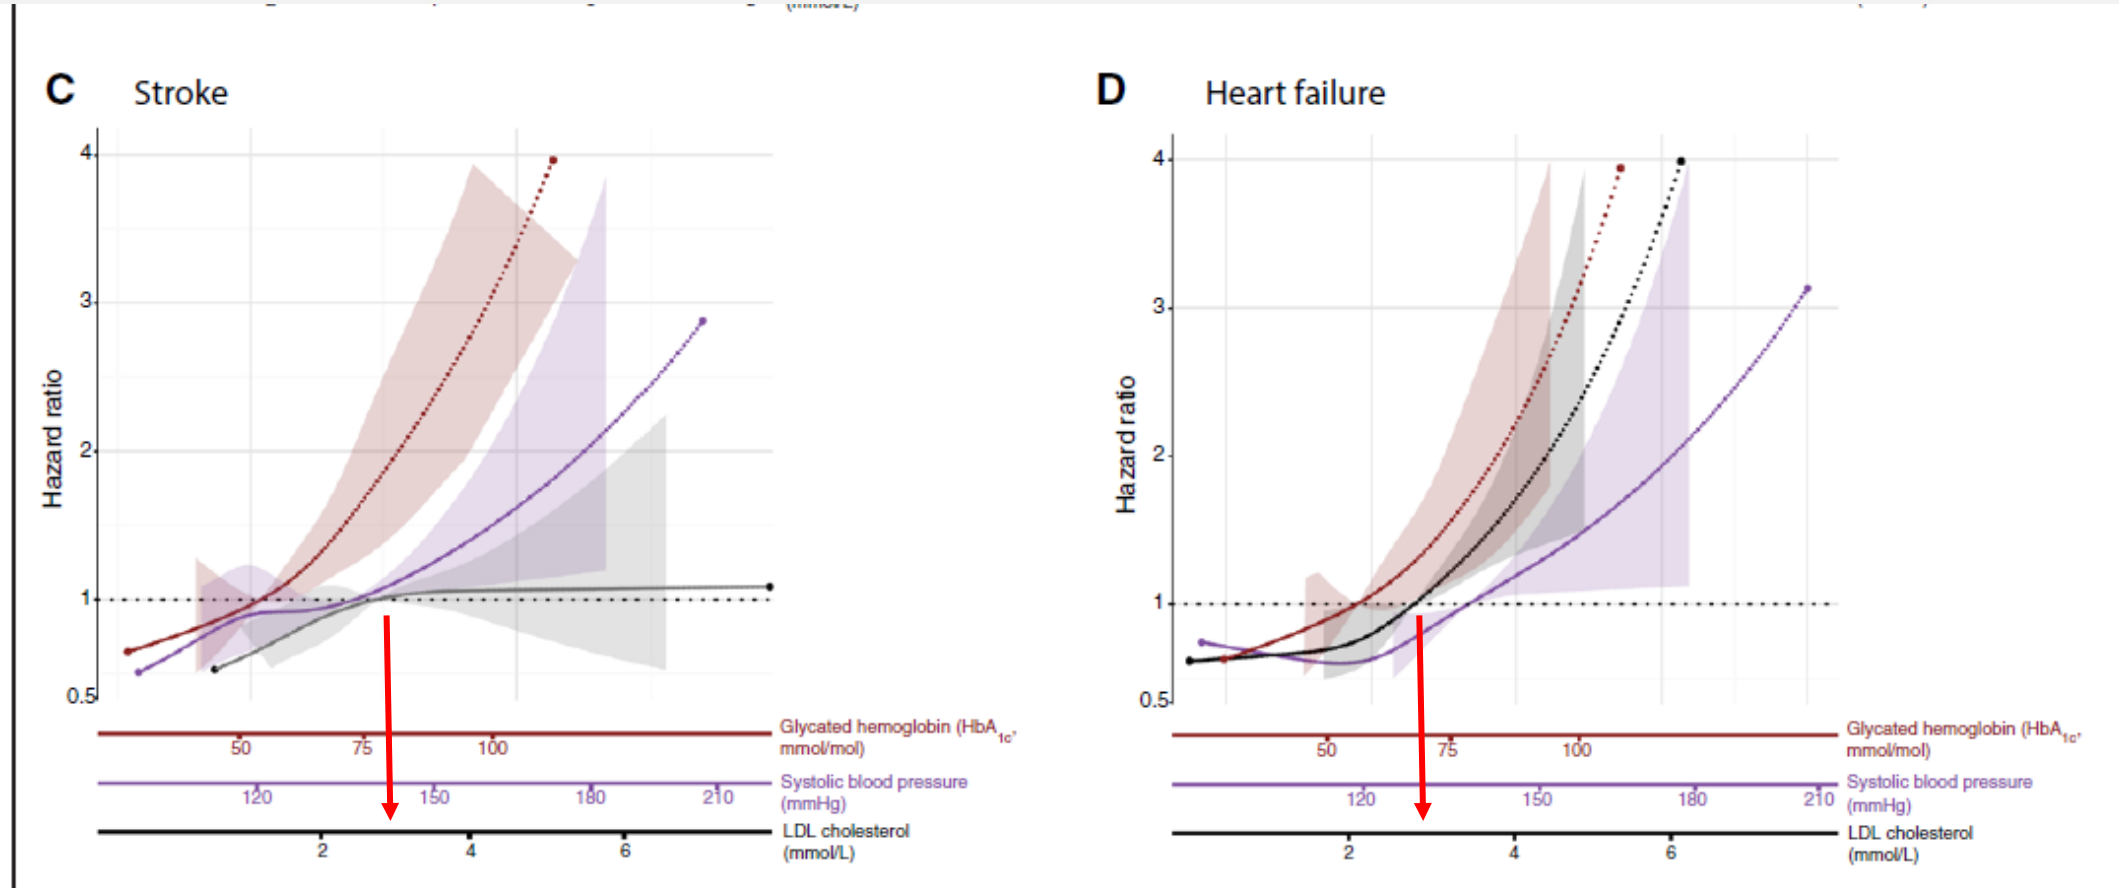 (mmol/L)
C Stroke
4
3
2
1
0.5
Hazard ratio
50 75 100
Glycated hemoglobin (HbA1c,
mmol/mol)
120 150 180 210
Systolic blood pressure
(mmHg)
2 4 6
LDL cholesterol
(mmol/L)
D Heart failure
4
3
2
1
0.5
Hazard ratio
50 75 100
Glycated hemoglobin (HbA1c,
mmol/mol)
120 150 180 210
Systolic blood pressure
(mmHg)
2 4 6
LDL cholesterol
(mmol/L)